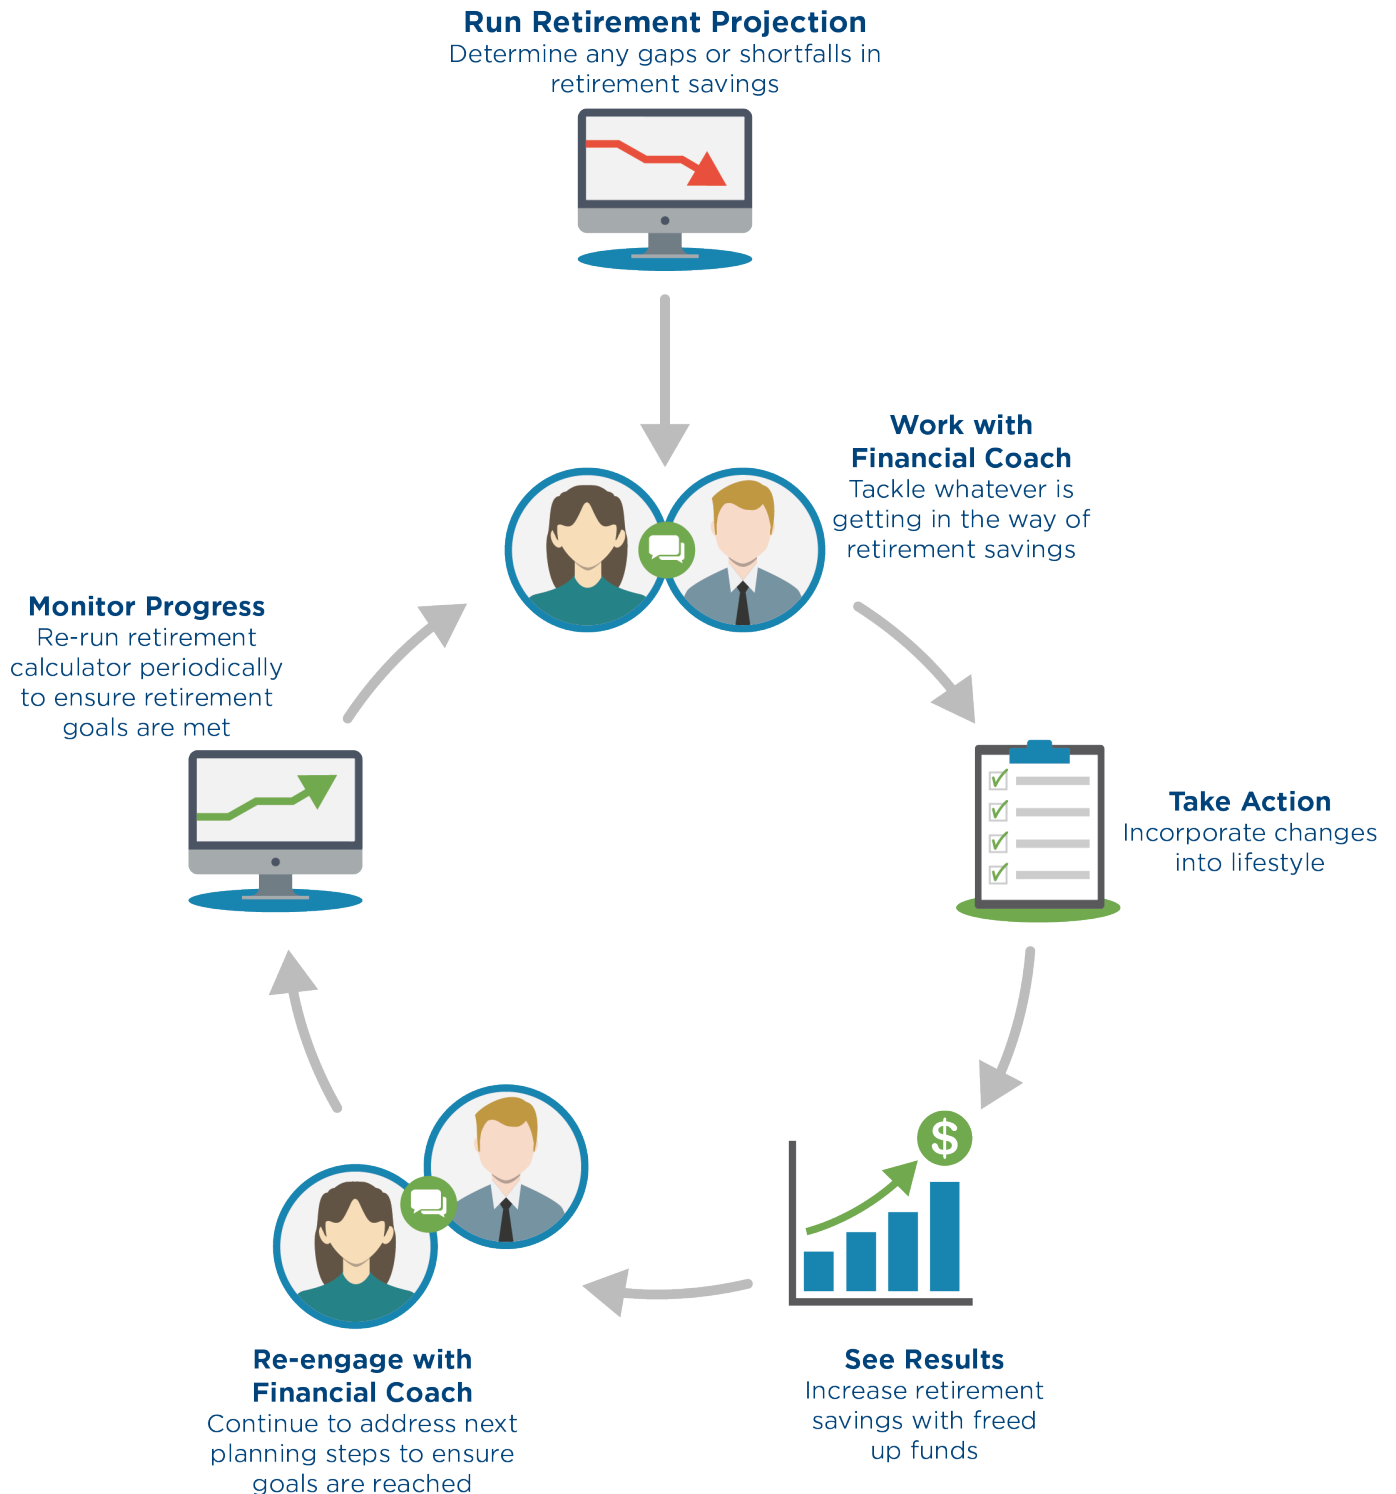 Run Retirement Projection
Determine any gaps or shortfalls in
retirement savings
Work with
Financial Coach
Tackle whatever is
getting in the way of
retirement savings
Take Action
Incorporate changes
into lifestyle
$
See Results
Increase retirement
savings with freed
up funds
Re-engage with
Financial Coach
Continue to address next
planning steps to ensure
goals are reached
Monitor Progress
Re-run retirement
calculator periodically
to ensure retirement
goals are met